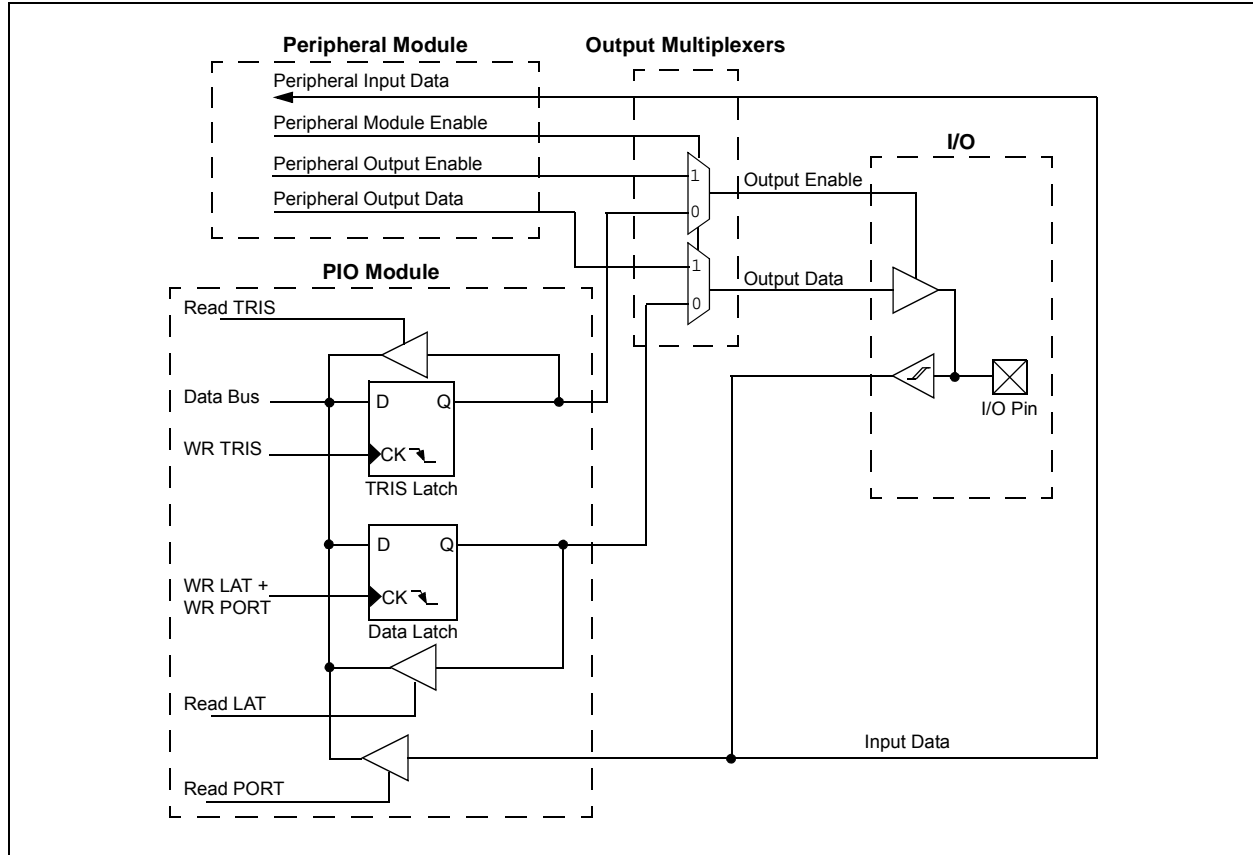 Peripheral Module
Output Multiplexers
Peripheral Input Data
Peripheral Module Enable
Peripheral Output Enable
Peripheral Output Data
1
0
1
0
Output Enable
Output Data
I/O
I/O Pin
PIO Module
Read TRIS
Data Bus
D
Q
WR TRIS
CK
TRIS Latch
D
Q
WR LAT +
WR PORT
CK
Data Latch
Read LAT
Read PORT
Input Data